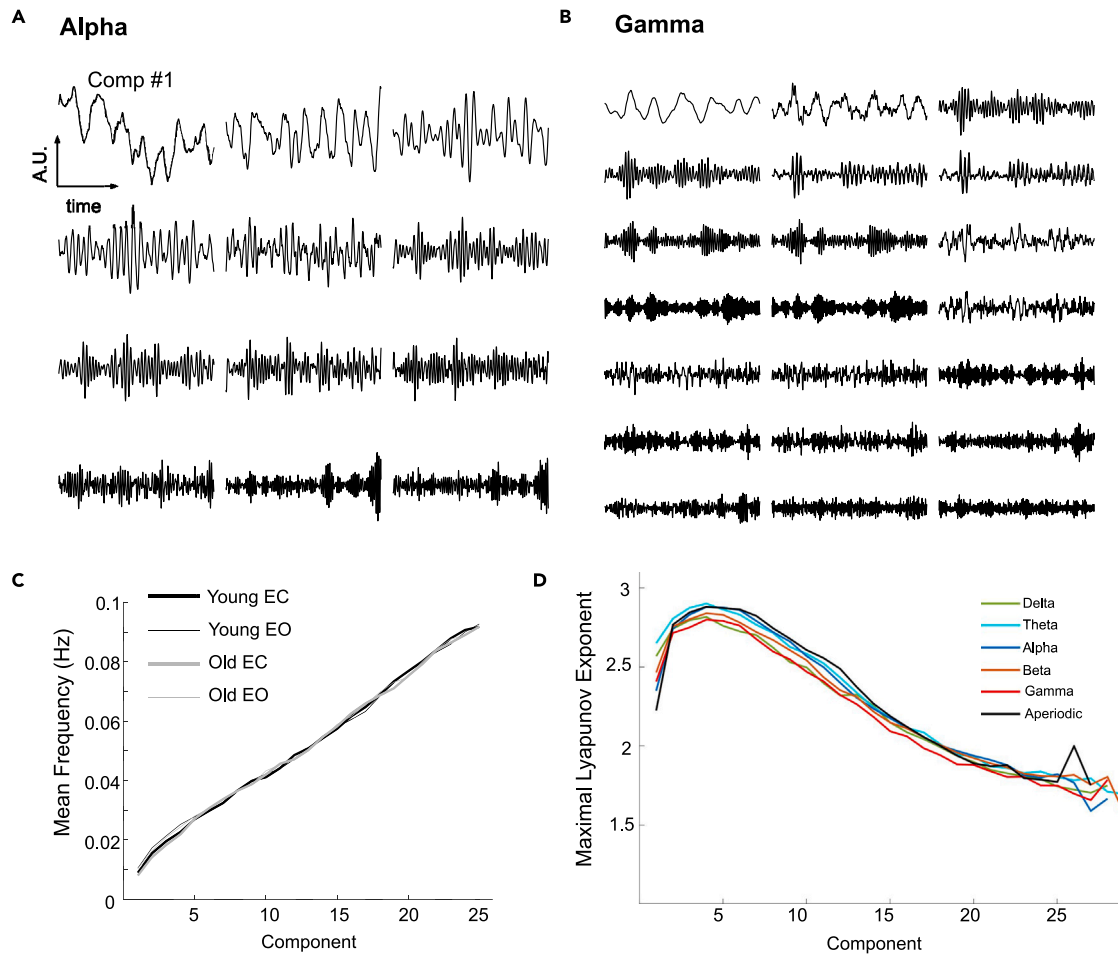 A
Alpha
Comp #1
A.U.
time
B
Gamma
C
Mean Frequency (Hz)
0.1
0.08
0.06
0.04
0.02
0
Young EC
Young EO
Old EC
Old EO
5
10
15
20
25
Component
D
Maximal Lyapunov Exponent
3
2.5
2
1.5
Delta
Theta
Alpha
Beta
Gamma
Aperiodic
5
10
15
20
25
Component